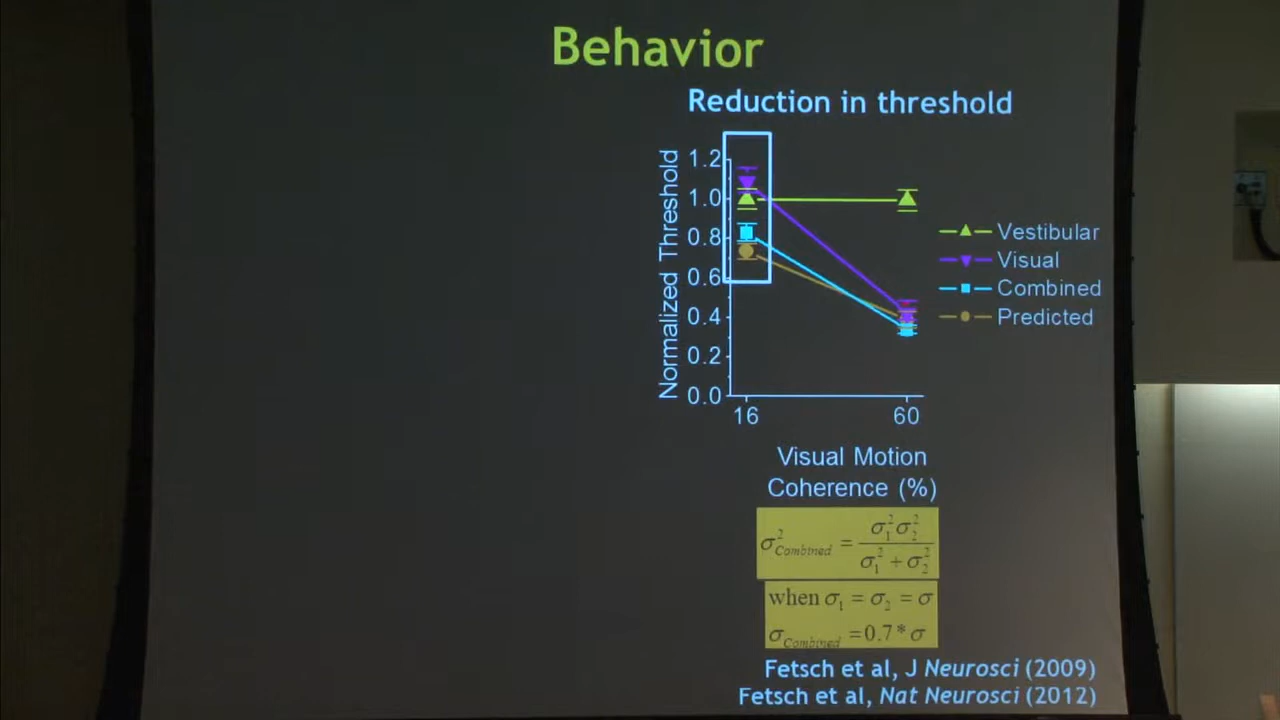 Behavior
Reduction in threshold
Normalized Threshold
1.2
1.0
0.8
0.6
0.4
0.2
0.0
16 60
Visual Motion
Coherence (%)
Vestibular
Visual
Combined
Predicted
σ²Combined = σ₁²σ₂² / σ₁² + σ₂²
when σ₁ = σ₂ = σ
σCombined = 0.7 * σ
Fetsch et al, J Neurosci (2009)
Fetsch et al, Nat Neurosci (2012)